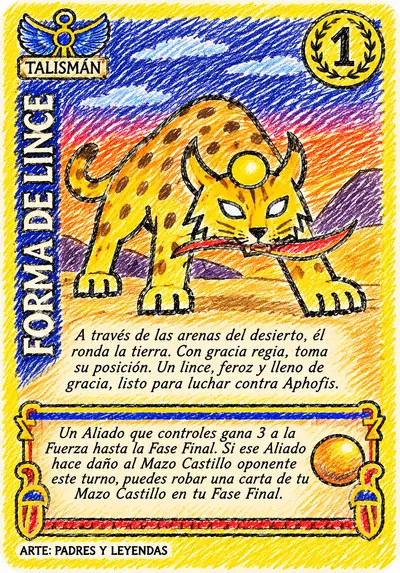 TALISMÁN
1
FORMA DE LINCE
A través de las arenas del desierto, él
ronda la tierra. Con gracia regia, toma
su posición. Un lince, feroz y lleno de
gracia, listo para luchar contra Aphofis.
Un Aliado que controles gana 3 a la
Fuerza hasta la Fase Final. Si ese Aliado
hace daño al Mazo Castillo oponente
este turno, puedes robar una carta de tu
Mazo Castillo en tu Fase Final.
ARTE: PADRES Y LEYENDAS